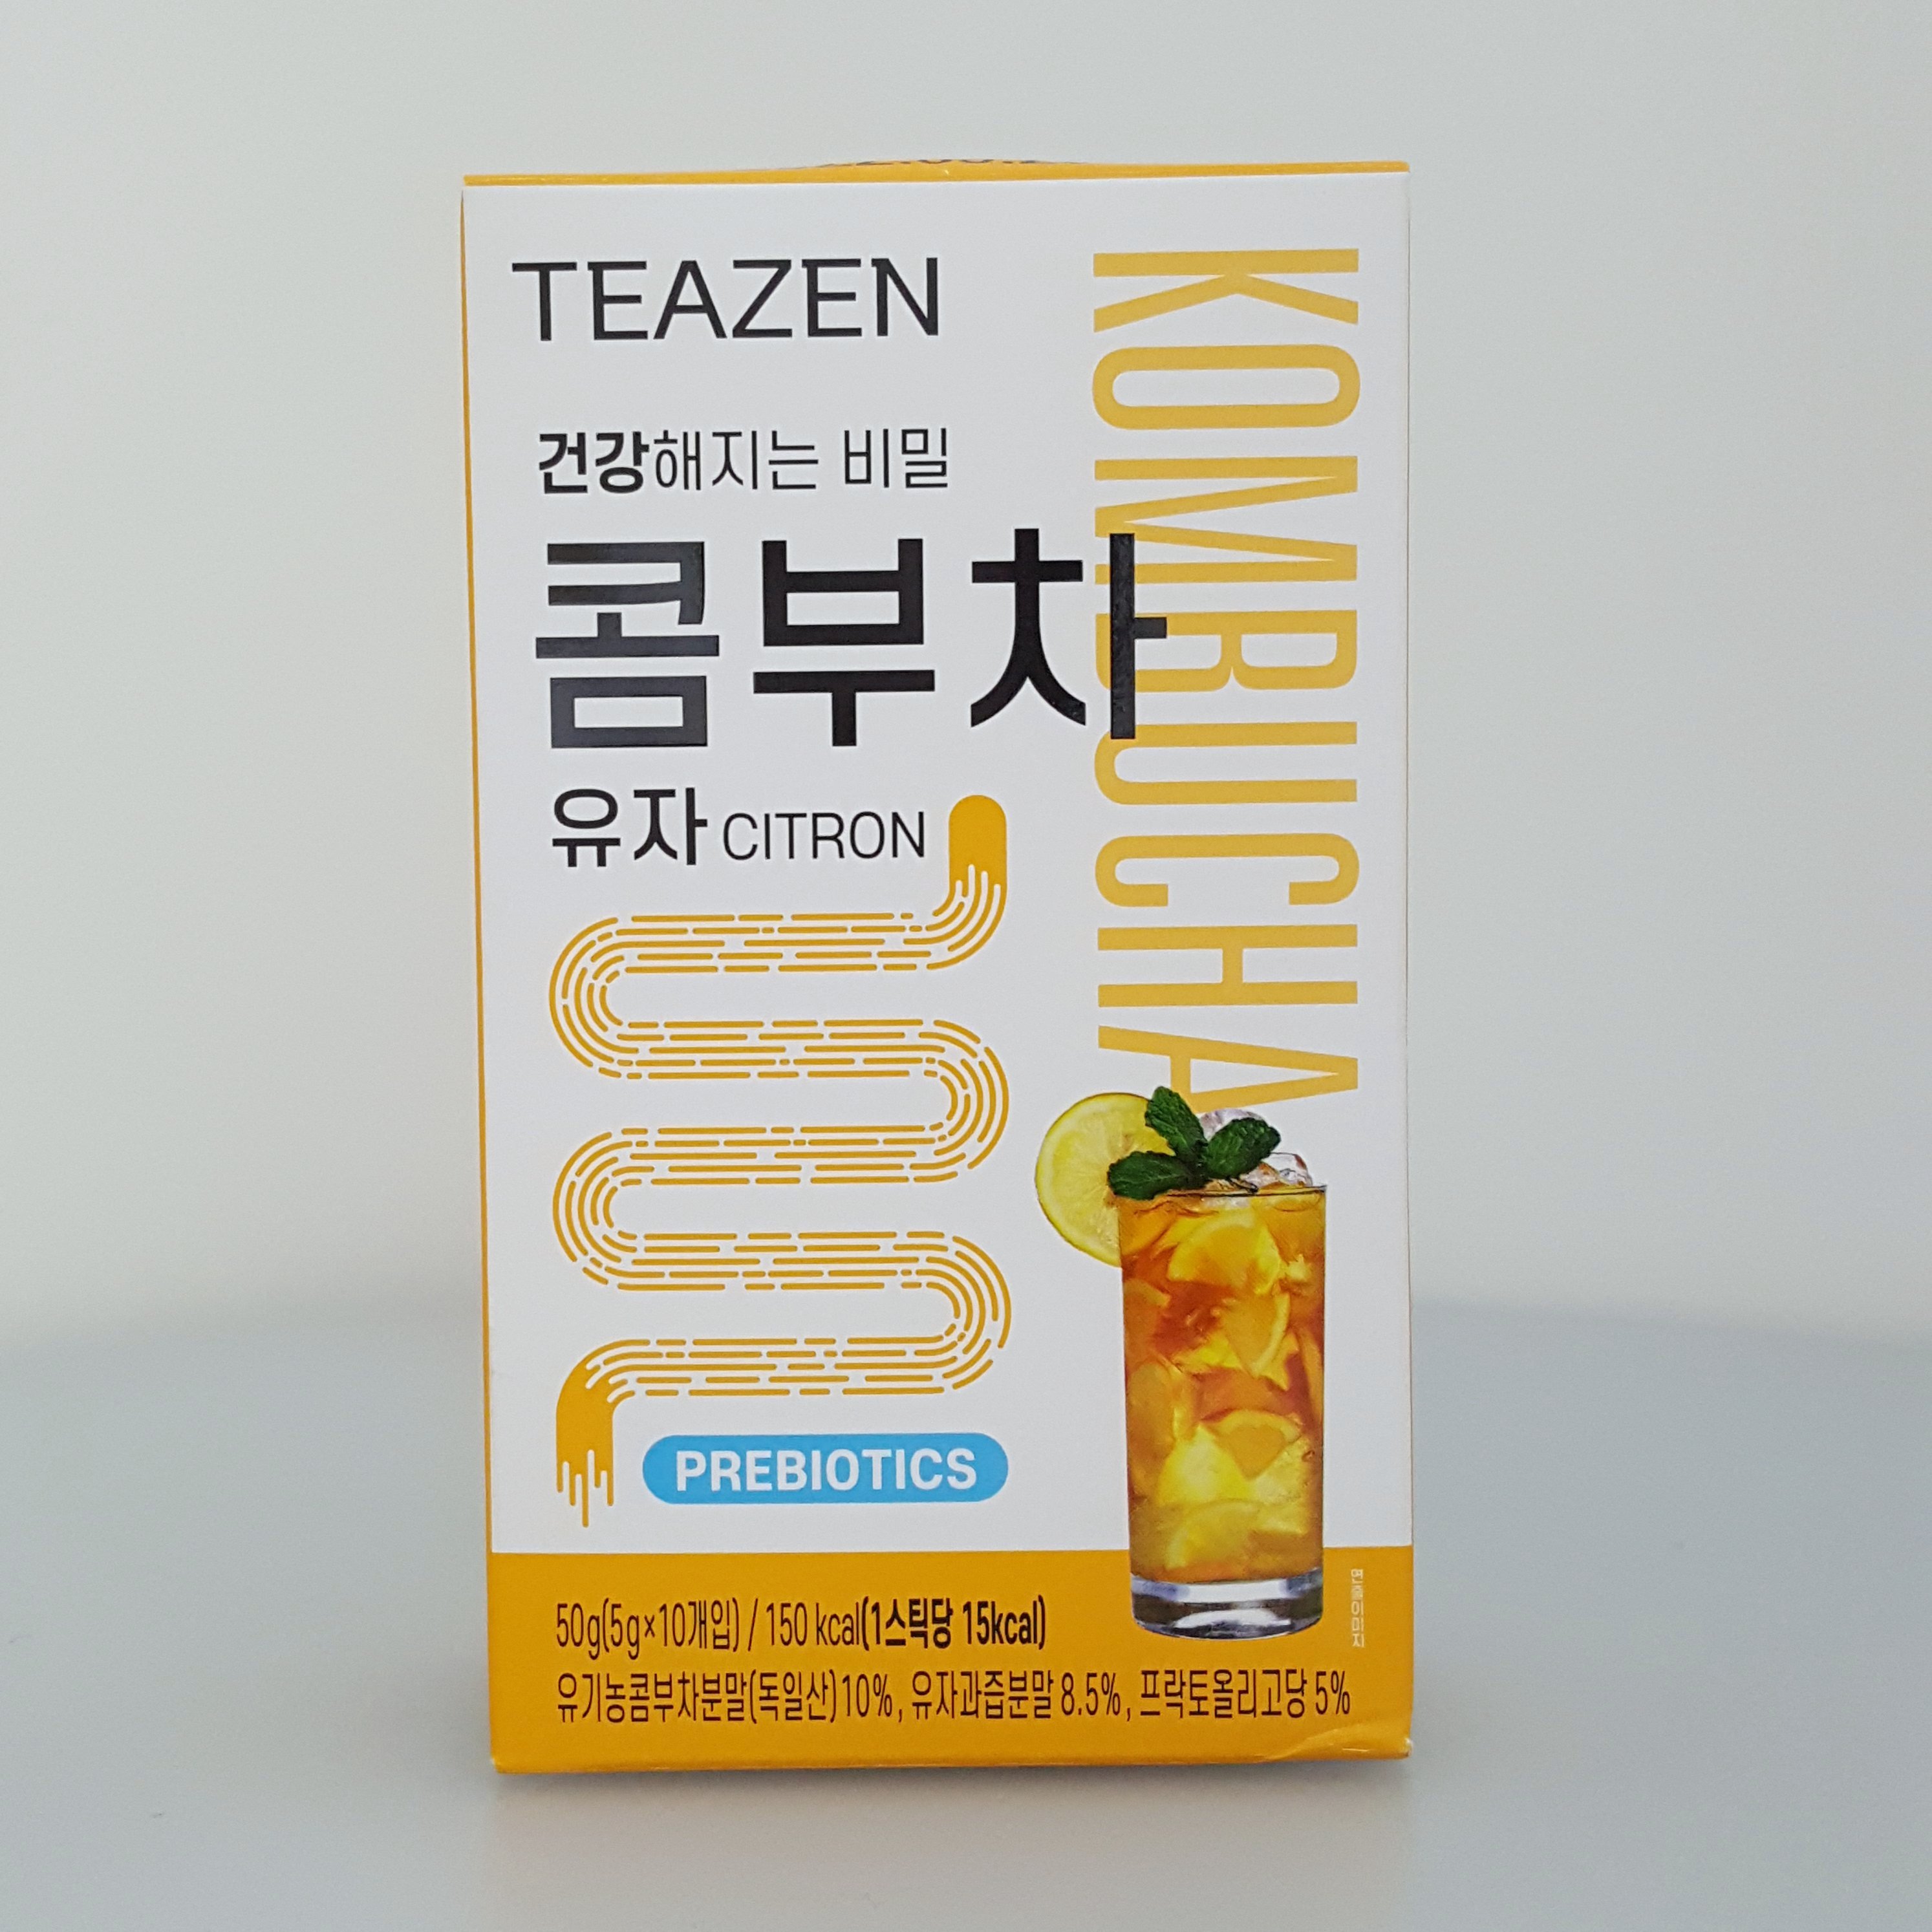 TEAZEN
건강해지는 비밀
콤부차
유자 CITRON
KOMBUCHA
PREBIOTICS
50g(5g×10개입) / 150 kcal(1스틱당 15kcal)
유기농콤부차분말(독일산)10%, 유자과즙분말 8.5%, 프락토올리고당 5%
연출이미지